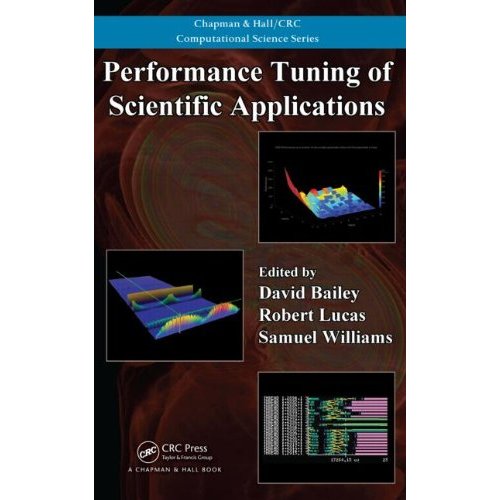 Chapman & Hall/CRC
Computational Science Series
Performance Tuning of
Scientific Applications
Edited by
David Bailey
Robert Lucas
Samuel Williams
CRC
CRC Press
Taylor & Francis Group
A CHAPMAN & HALL BOOK